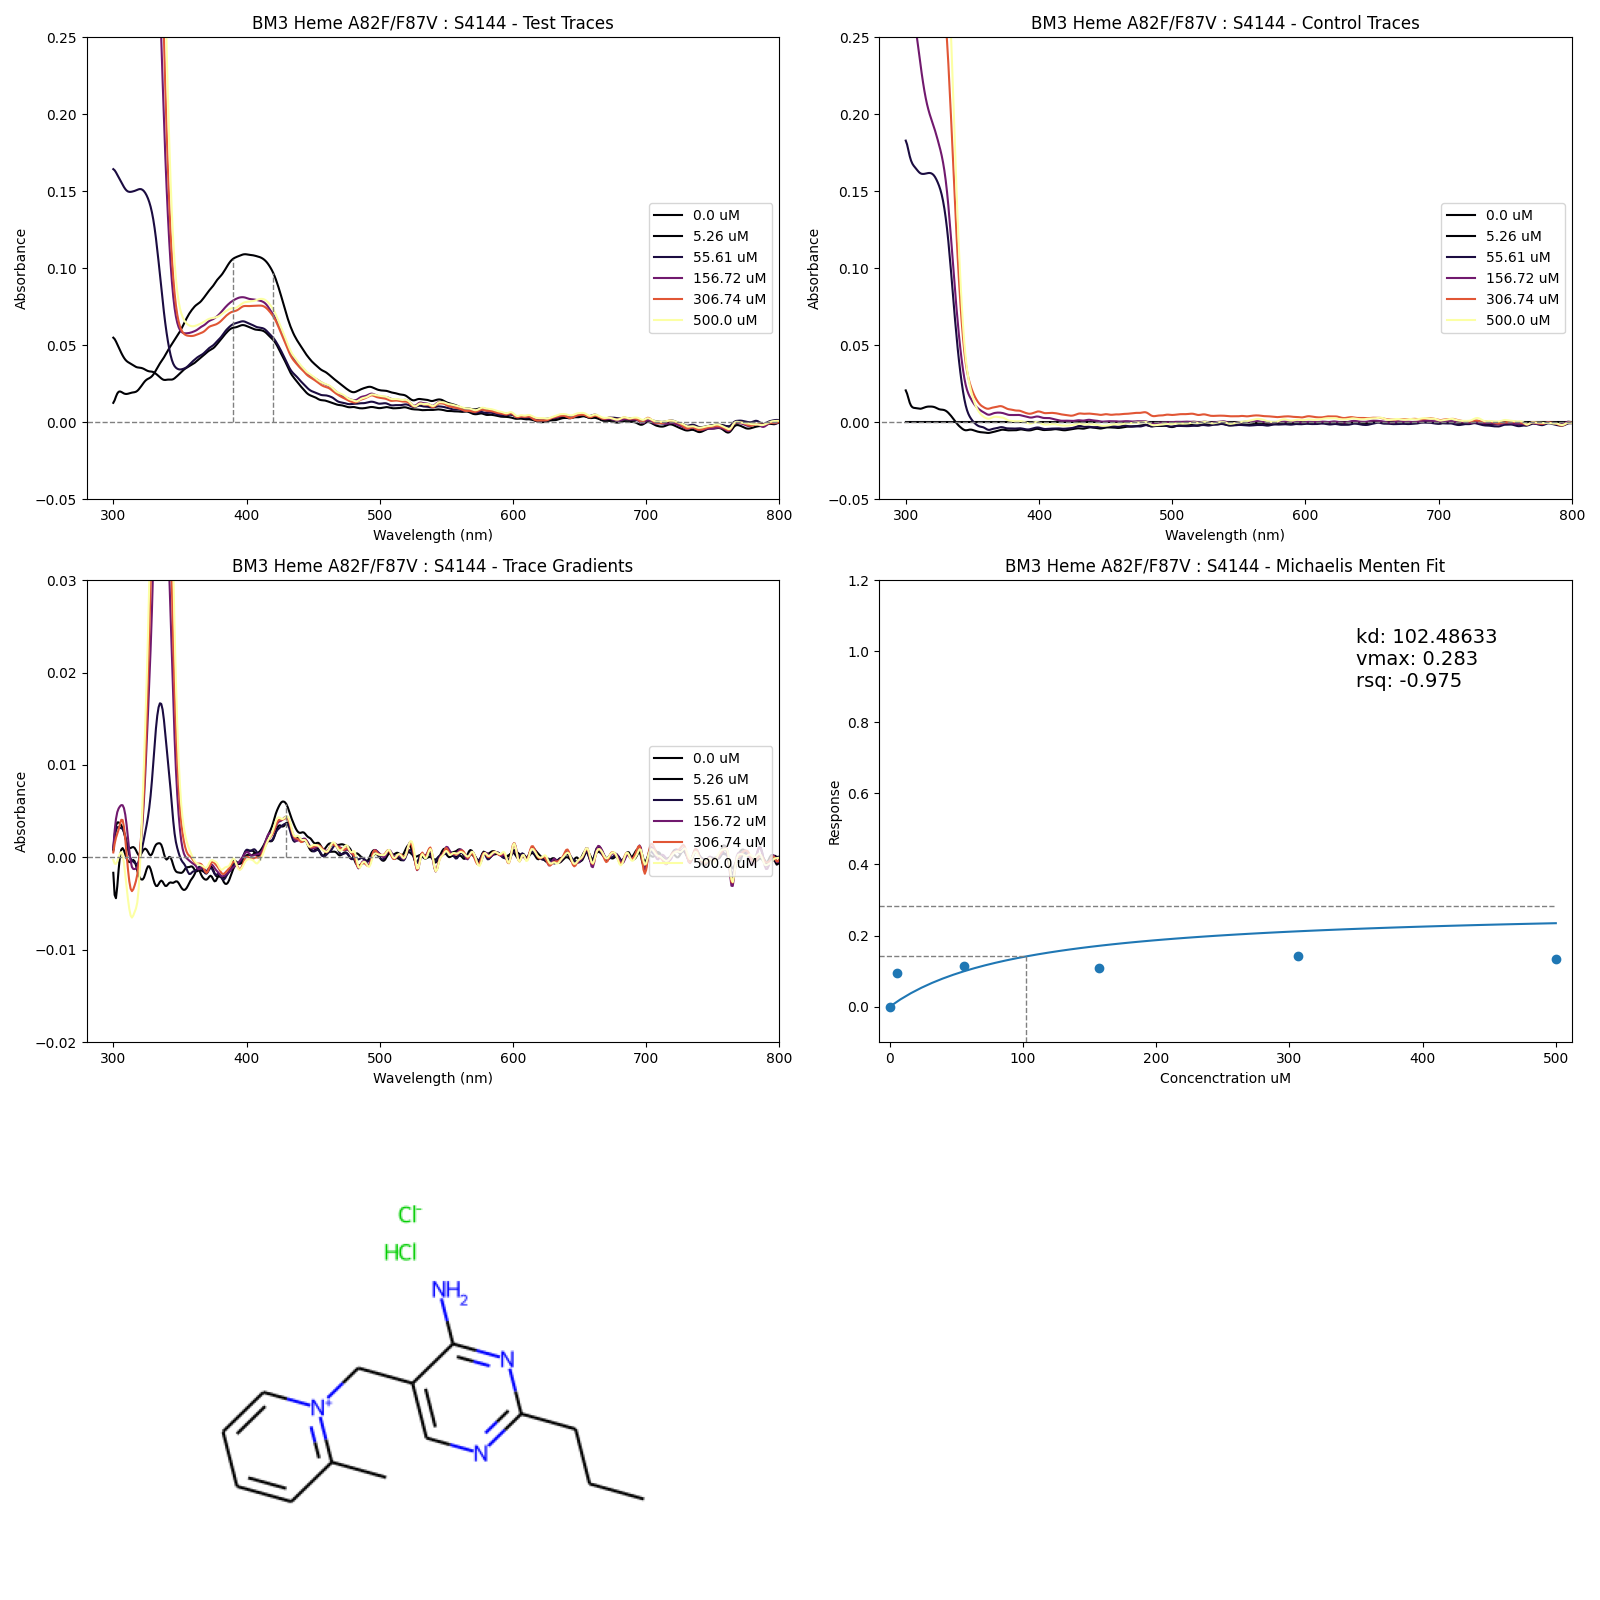 BM3 Heme A82F/F87V : S4144 - Test Traces
Absorbance
0.25
0.20
0.15
0.10
0.05
0.00
−0.05
300 400 500 600 700 800
Wavelength (nm)
0.0 uM
5.26 uM
55.61 uM
156.72 uM
306.74 uM
500.0 uM
BM3 Heme A82F/F87V : S4144 - Control Traces
Absorbance
0.25
0.20
0.15
0.10
0.05
0.00
−0.05
300 400 500 600 700 800
Wavelength (nm)
0.0 uM
5.26 uM
55.61 uM
156.72 uM
306.74 uM
500.0 uM
BM3 Heme A82F/F87V : S4144 - Trace Gradients
Absorbance
0.03
0.02
0.01
0.00
−0.01
−0.02
300 400 500 600 700 800
Wavelength (nm)
0.0 uM
5.26 uM
55.61 uM
156.72 uM
306.74 uM
500.0 uM
BM3 Heme A82F/F87V : S4144 - Michaelis Menten Fit
Response
1.2
1.0
0.8
0.6
0.4
0.2
0.0
0 100 200 300 400 500
Concenctration uM
kd: 102.48633
vmax: 0.283
rsq: -0.975
Cl-
HCl
NH2
N
N+
N